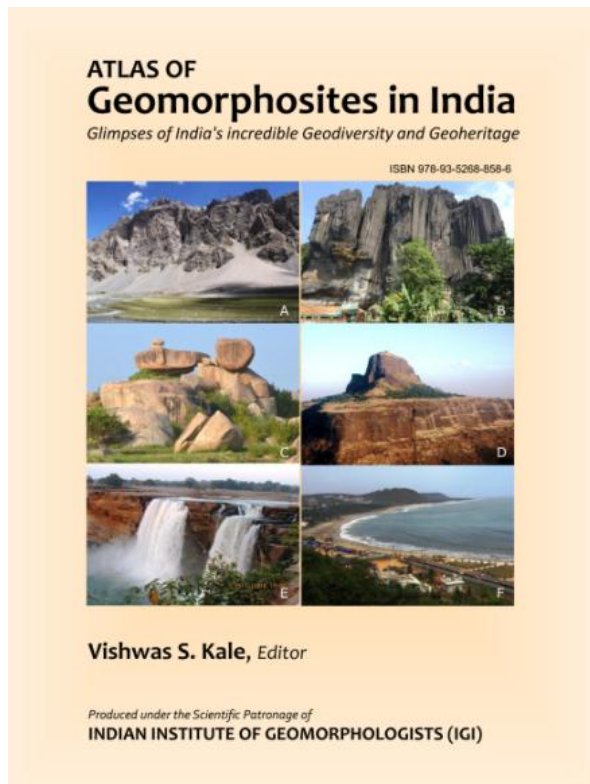 ATLAS OF
Geomorphosites in India
Glimpses of India's incredible Geodiversity and Geoheritage
ISBN 978-93-5268-858-6
A
B
C
D
E
F
Vishwas S. Kale, Editor
Produced under the Scientific Patronage of
INDIAN INSTITUTE OF GEOMORPHOLOGISTS (IGI)